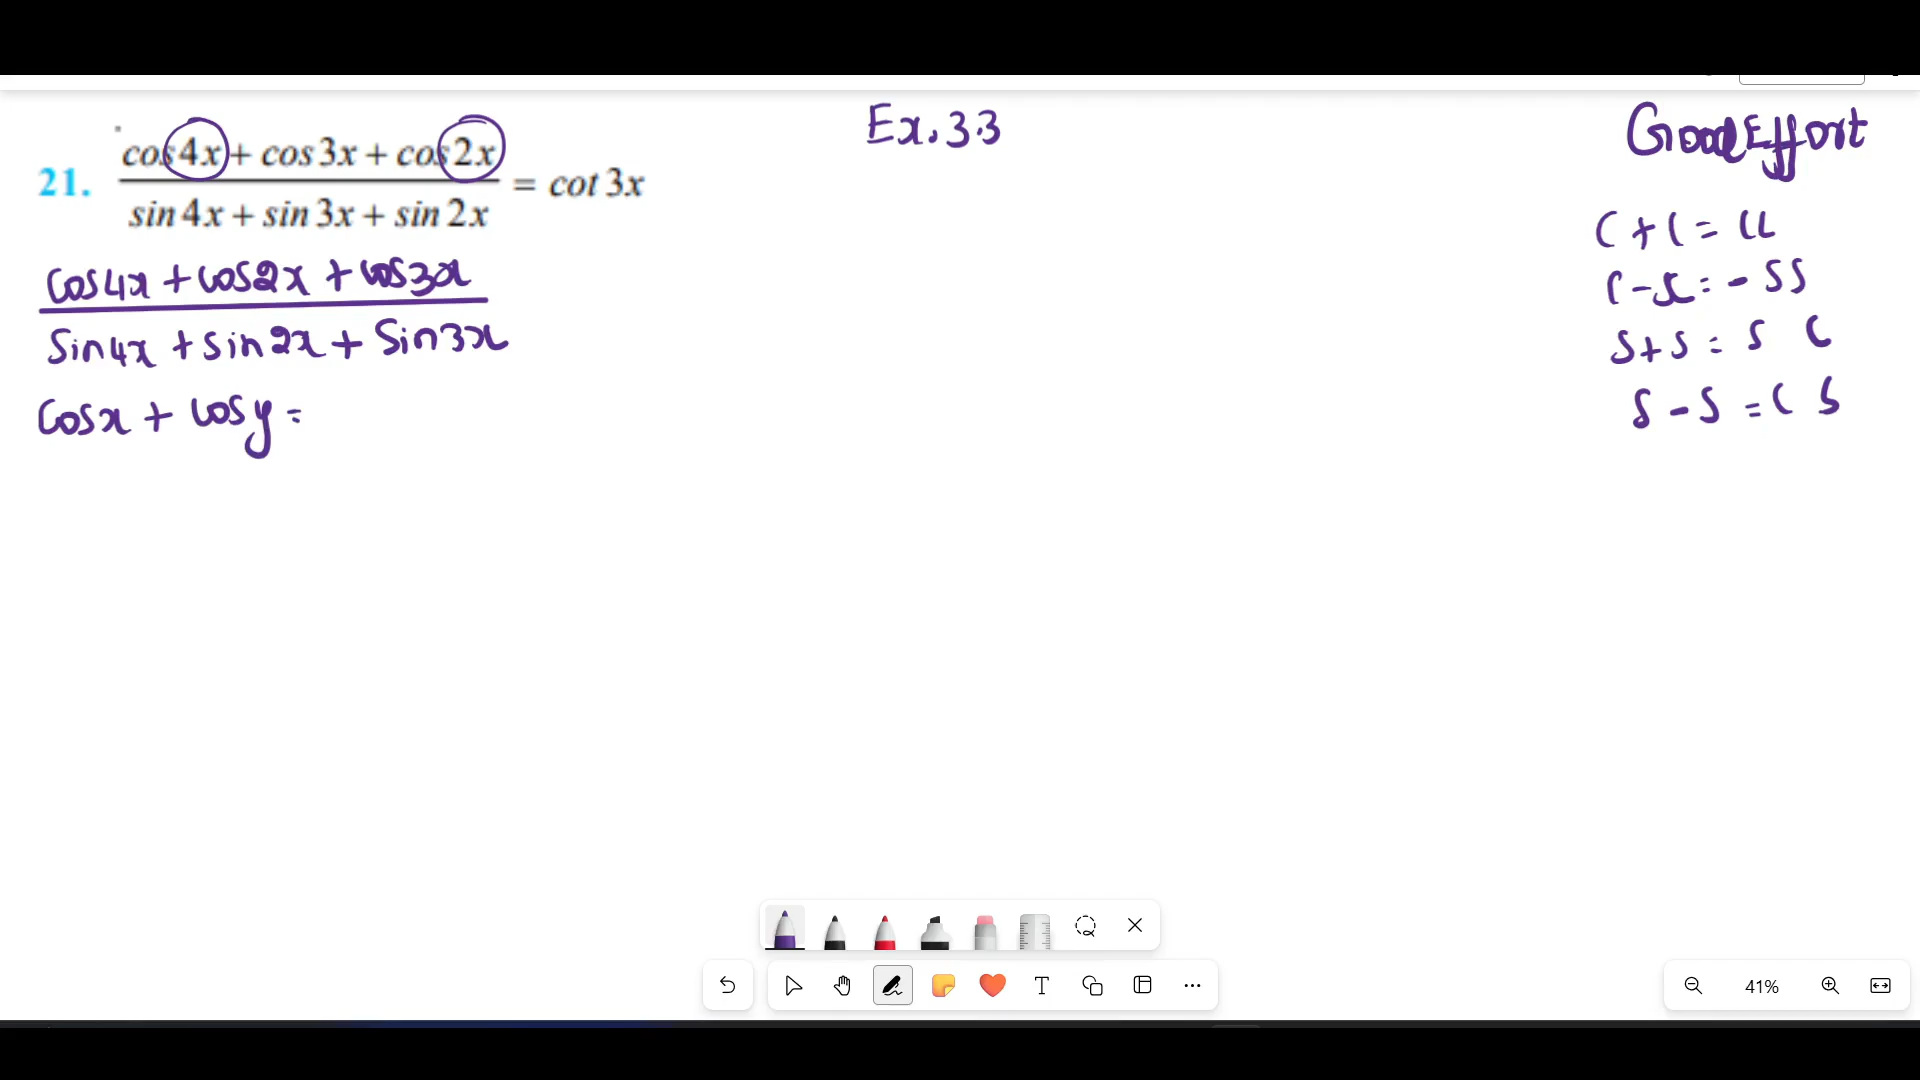 Ex. 3.3
Good Effort
21. cos 4x + cos 3x + cos 2x / sin 4x + sin 3x + sin 2x = cot 3x
cos4x + cos2x + cos3x
sin4x + sin2x + sin3x
cosx + cosy =
C + C = CC
C - C = - SS
S + S = S C
S - S = C S
41%